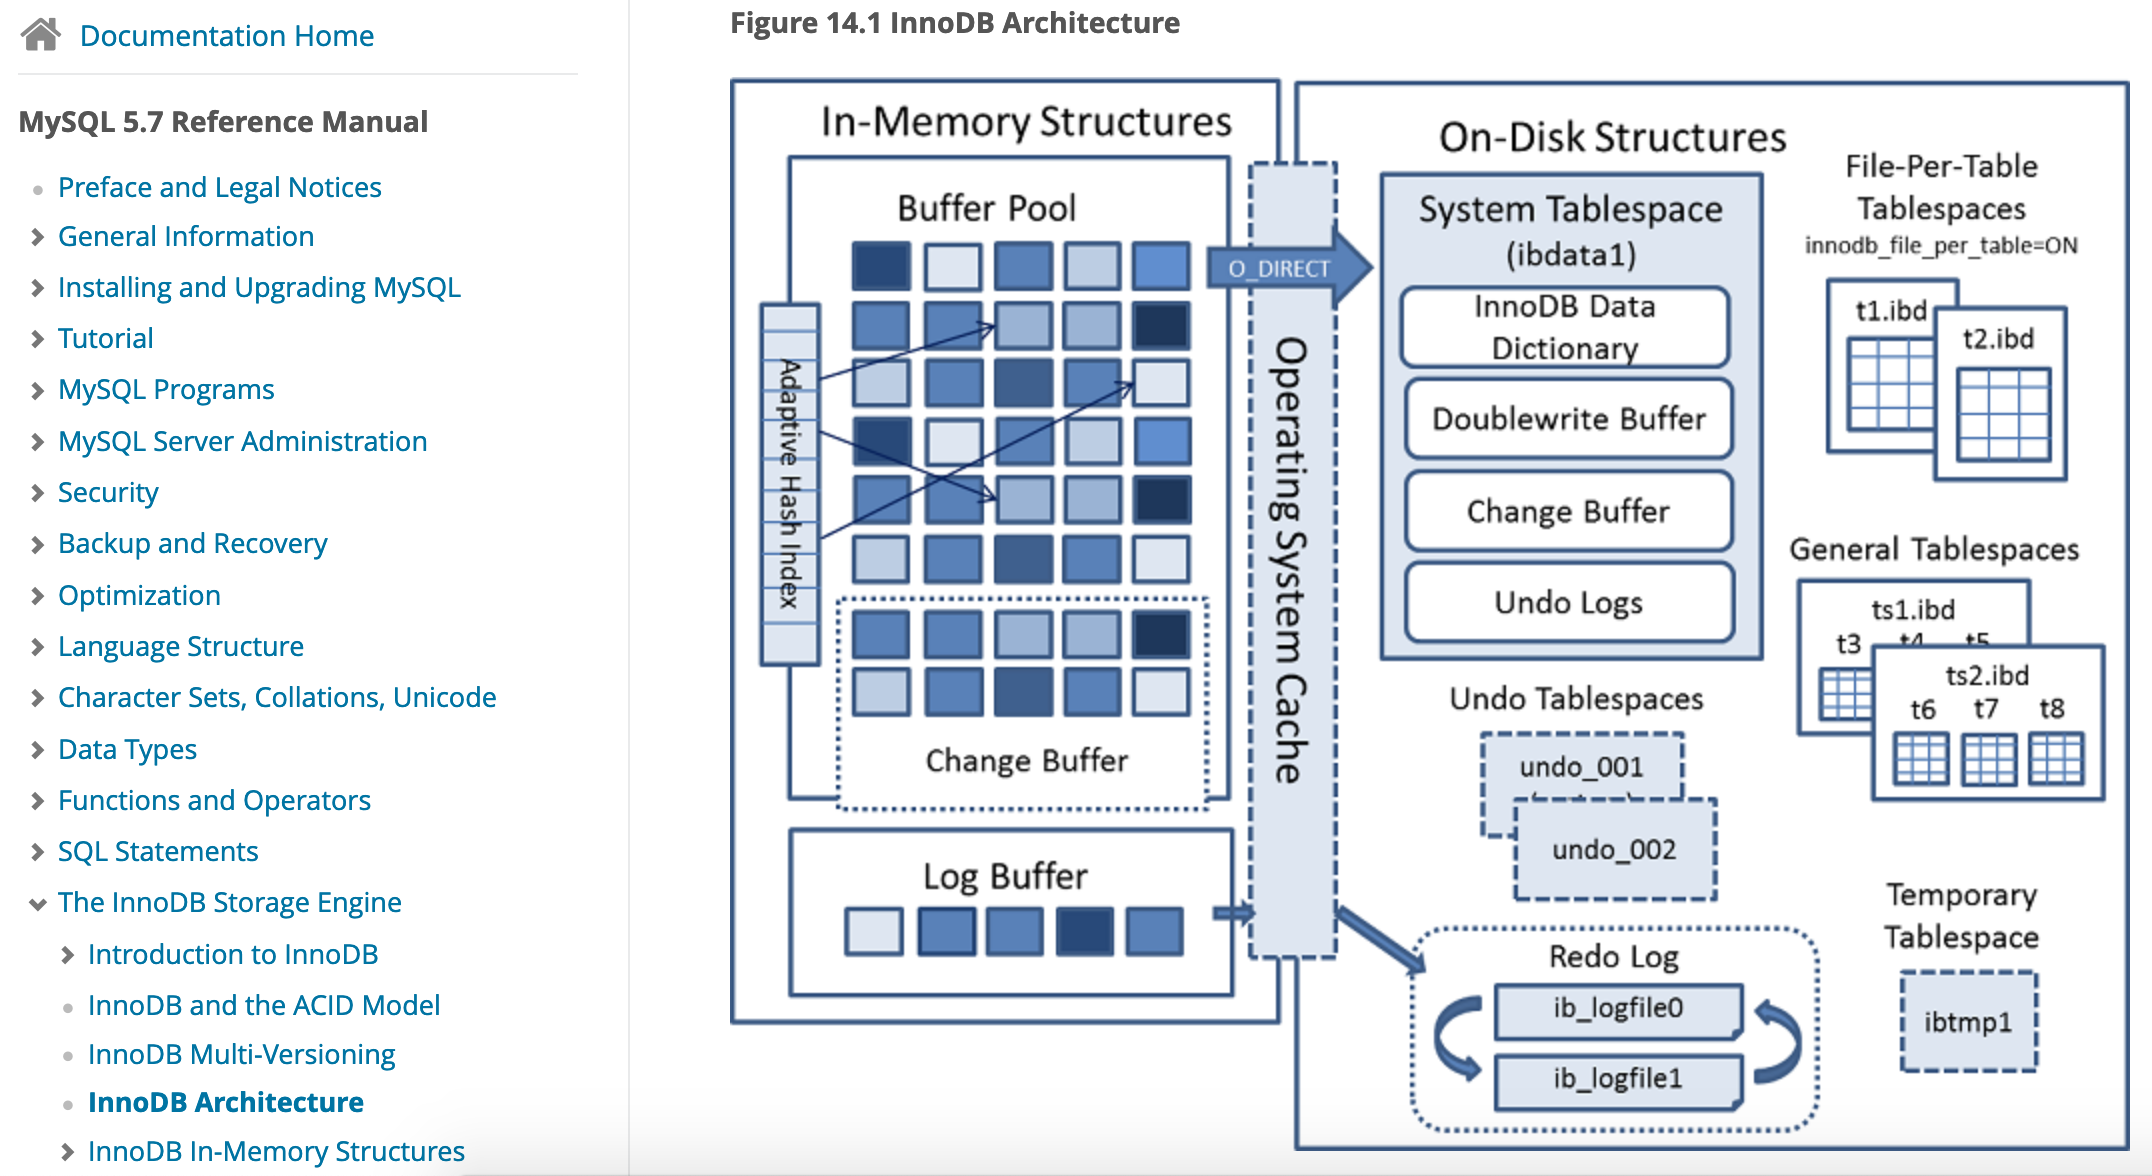 Documentation Home
MySQL 5.7 Reference Manual
Preface and Legal Notices
General Information
Installing and Upgrading MySQL
Tutorial
MySQL Programs
MySQL Server Administration
Security
Backup and Recovery
Optimization
Language Structure
Character Sets, Collations, Unicode
Data Types
Functions and Operators
SQL Statements
The InnoDB Storage Engine
Introduction to InnoDB
InnoDB and the ACID Model
InnoDB Multi-Versioning
InnoDB Architecture
InnoDB In-Memory Structures
Figure 14.1 InnoDB Architecture
In-Memory Structures
Buffer Pool
Adaptive Hash Index
Change Buffer
Log Buffer
O_DIRECT
Operating System Cache
On-Disk Structures
System Tablespace
(ibdata1)
InnoDB Data
Dictionary
Doublewrite Buffer
Change Buffer
Undo Logs
Undo Tablespaces
undo_001
undo_002
Redo Log
ib_logfile0
ib_logfile1
File-Per-Table
Tablespaces
innodb_file_per_table=ON
t1.ibd
t2.ibd
General Tablespaces
ts1.ibd
t3 t4 t5
ts2.ibd
t6 t7 t8
Temporary
Tablespace
ibtmp1